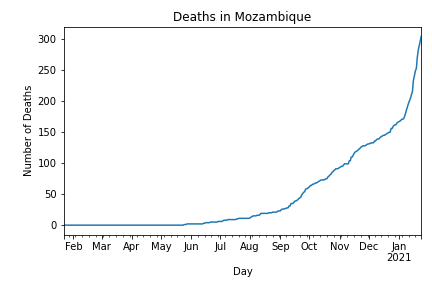 Deaths in Mozambique
300
250
200
150
100
50
0
Number of Deaths
Feb Mar Apr May Jun Jul Aug Sep Oct Nov Dec Jan
2021
Day